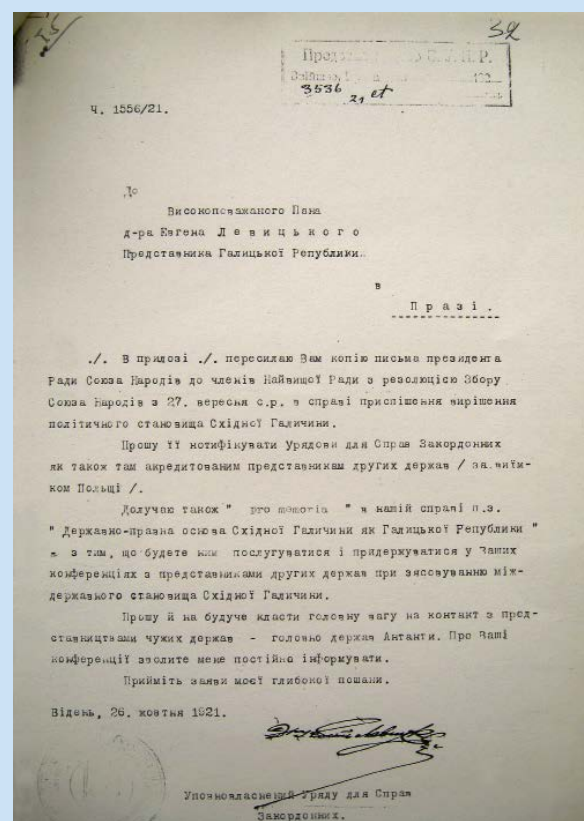 32
3536
21
Ч. 1556/21.
До
Високоповажаного Пана
д-ра Евгена Левицького
Представника Галицької Републики.
в
Празі.
./. В прилозі ./. пересилаю Вам копію письма президента
Ради Союза Народів до членів Найвищої Ради з резолюцією Збору
Союза Народів з 27. вересня с.р. в справі приспішення вирішення
політичного становища Східної Галичини.
Прошу її нотифікувати Урядови для Справ Закордонних
як також там акредитованим представникам других держав / за виїм-
ком Польщі /.
Долучаю також " pro memoria " в нашій справі п.з.
" Державно-правна основа Східної Галичини як Галицької Републики "
з тим, що будете ним послугуватися і придержуватися у Ваших
конференціях з представниками других держав при зясовуванню між-
державного становища Східної Галичини.
Прошу й на будуче класти головну вагу на контакт з пред-
ставництвами чужих держав - головно держав Антанти. Про Ваші
конференції зволите мене постійно інформувати.
Прийміть заяви моєї глибокої пошани.
Відень, 26. жовтня 1921.
Уповновласнений Уряду для Справ
Закордонних.